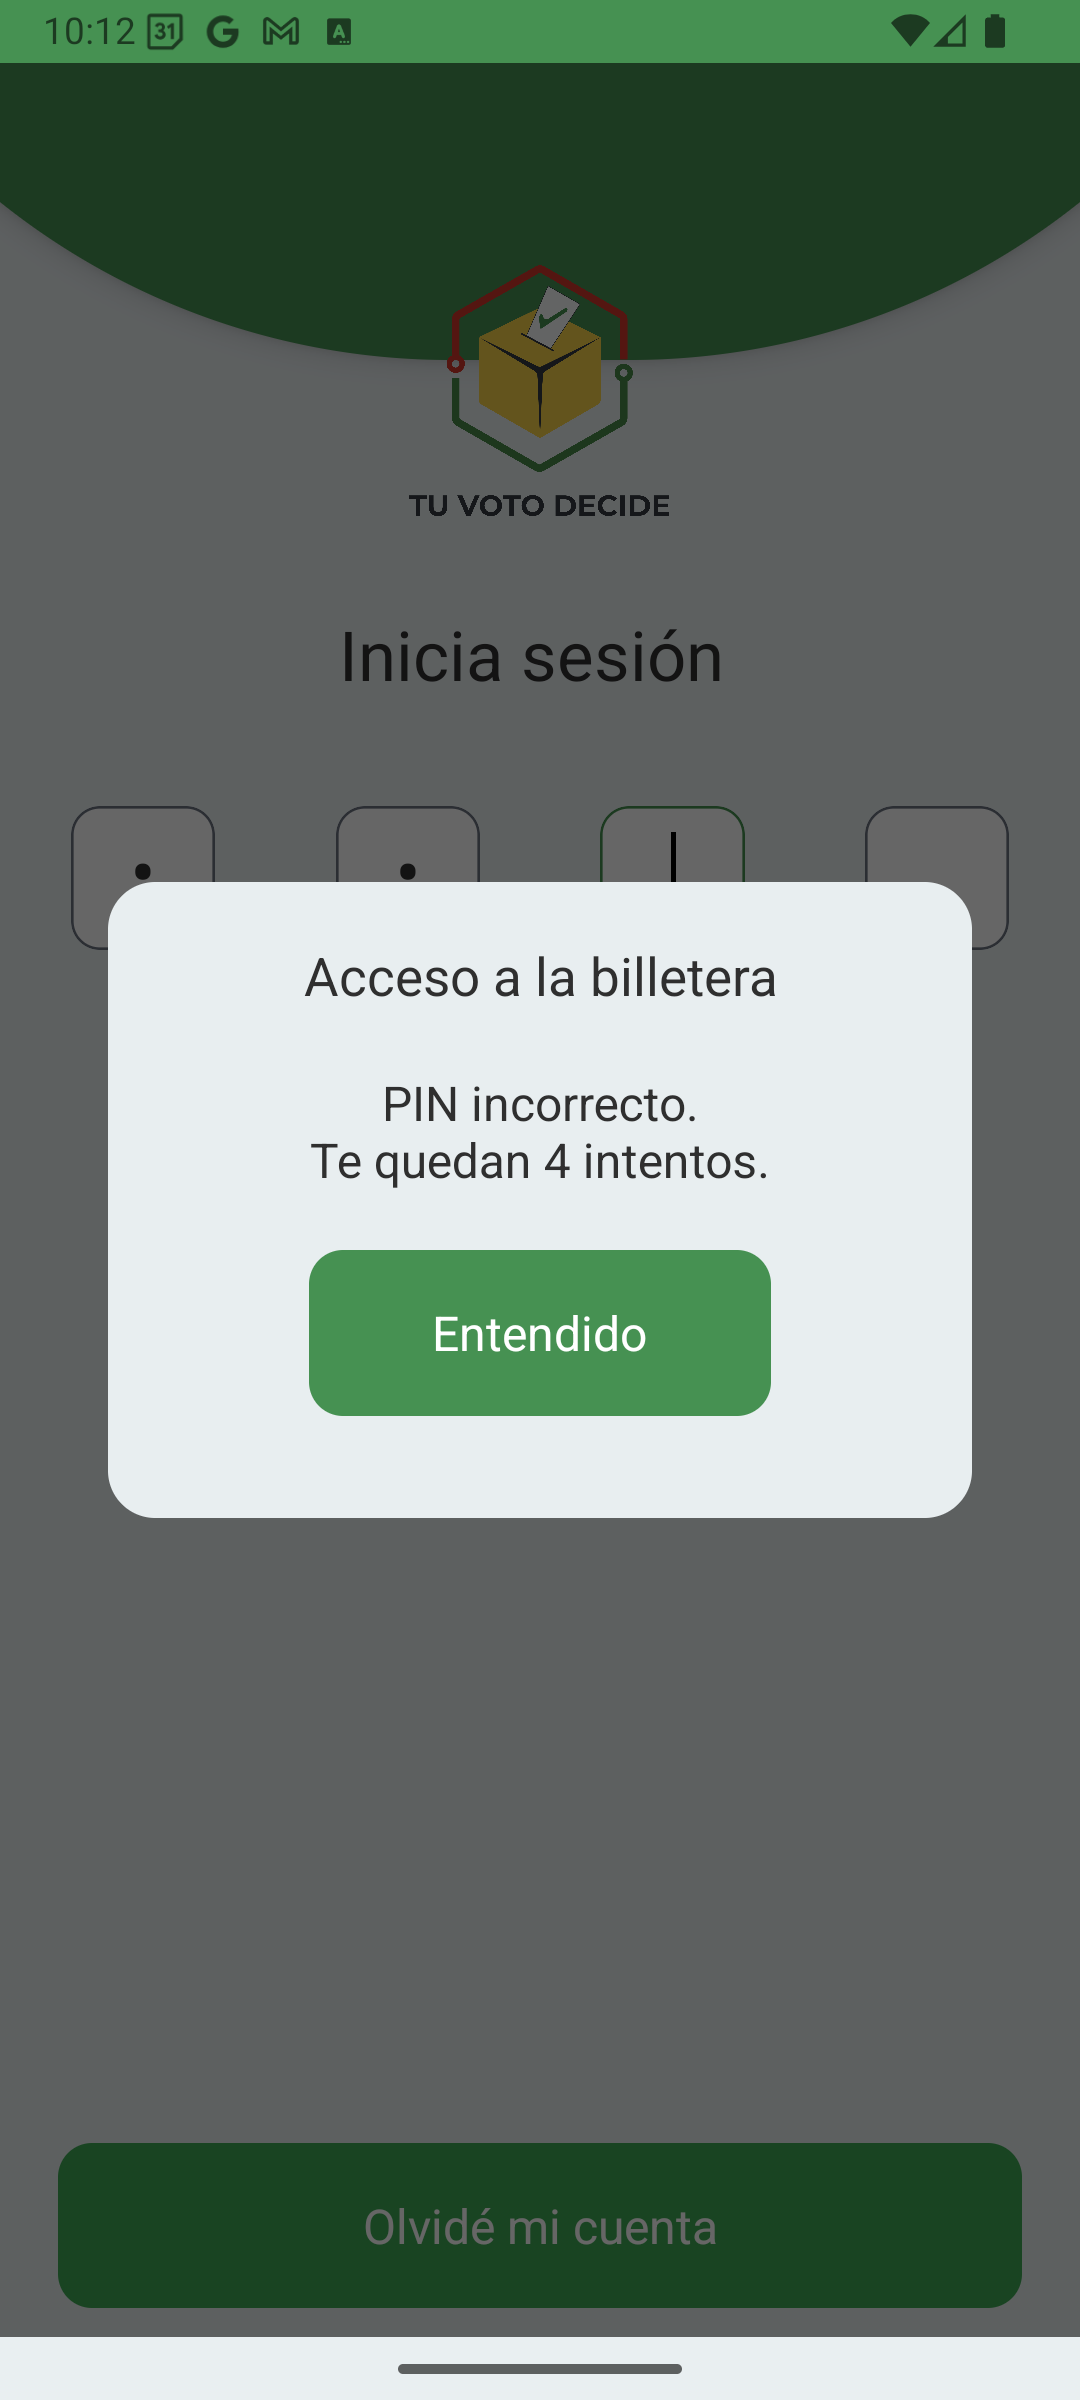 10:12
31
G
M
A
TU VOTO DECIDE
Inicia sesión
Acceso a la billetera
PIN incorrecto.
Te quedan 4 intentos.
Entendido
Olvidé mi cuenta